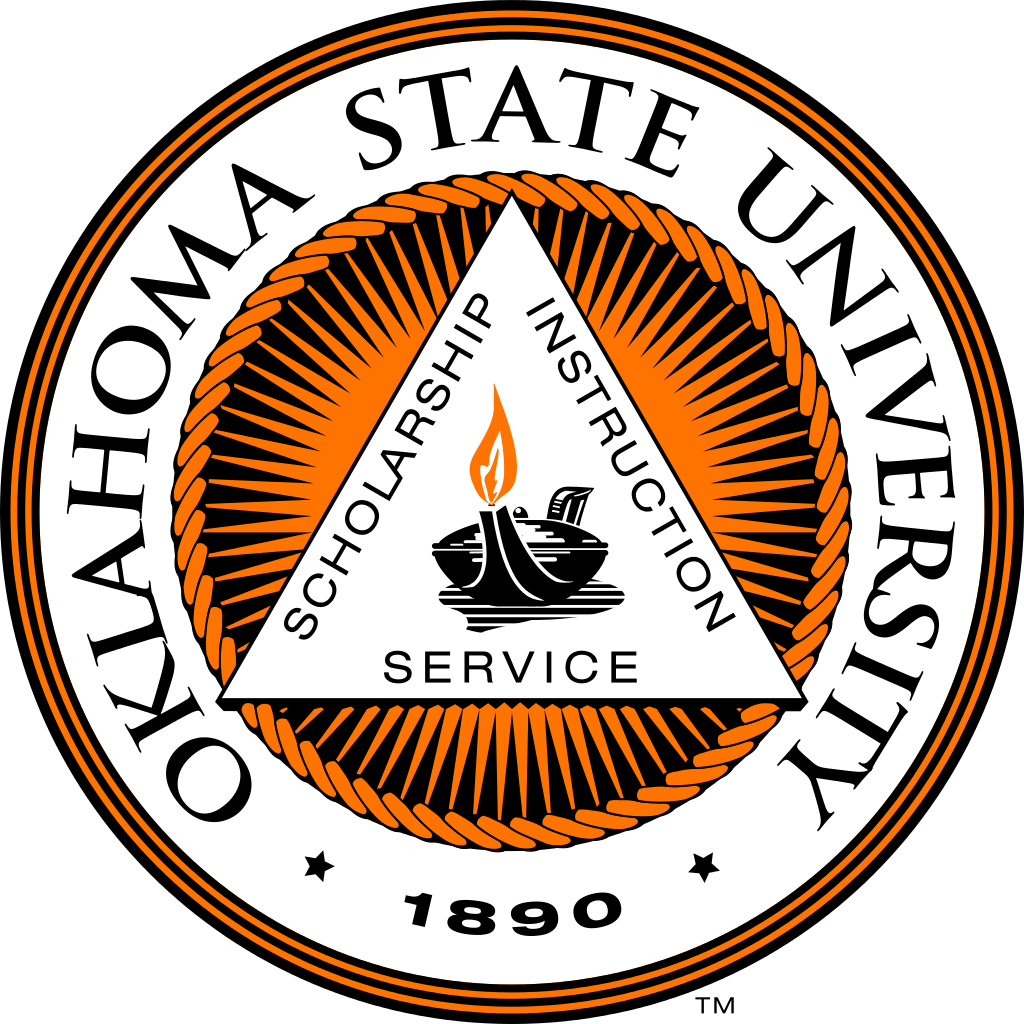 OKLAHOMA STATE UNIVERSITY
SCHOLARSHIP
INSTRUCTION
SERVICE
1890
TM